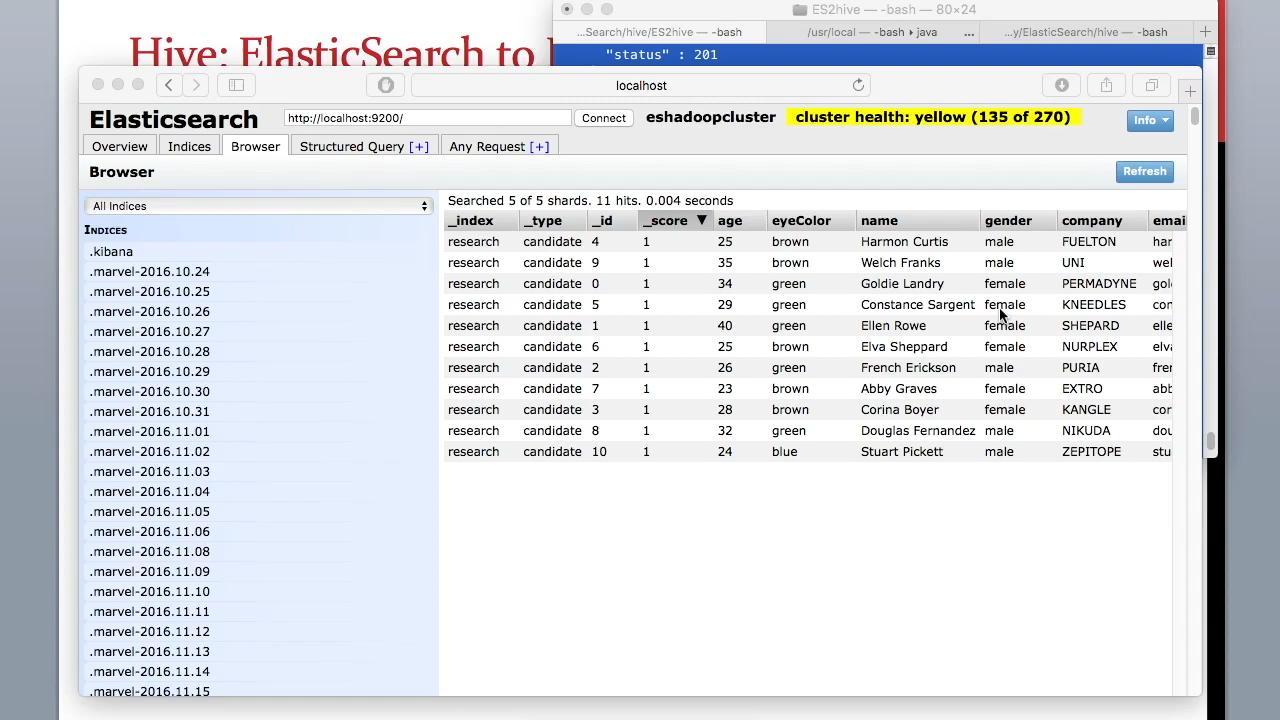 ES2hive — -bash — 80×24
...Search/hive/ES2hive — -bash
/usr/local — -bash ▸ java ...
...y/ElasticSearch/hive — -bash
Hive: ElasticSearch to
"status" : 201
localhost
Elasticsearch
http://localhost:9200/
Connect
eshadoopcluster
cluster health: yellow (135 of 270)
Info
Overview Indices Browser Structured Query [+] Any Request [+]
Browser
Refresh
All Indices
Indices
.kibana
.marvel-2016.10.24
.marvel-2016.10.25
.marvel-2016.10.26
.marvel-2016.10.27
.marvel-2016.10.28
.marvel-2016.10.29
.marvel-2016.10.30
.marvel-2016.10.31
.marvel-2016.11.01
.marvel-2016.11.02
.marvel-2016.11.03
.marvel-2016.11.04
.marvel-2016.11.05
.marvel-2016.11.06
.marvel-2016.11.08
.marvel-2016.11.09
.marvel-2016.11.10
.marvel-2016.11.11
.marvel-2016.11.12
.marvel-2016.11.13
.marvel-2016.11.14
.marvel-2016.11.15
Searched 5 of 5 shards. 11 hits. 0.004 seconds
_index _type _id _score ▼ age eyeColor name gender company emai
research candidate 4 1 25 brown Harmon Curtis male FUELTON har
research candidate 9 1 35 brown Welch Franks male UNI wel
research candidate 0 1 34 green Goldie Landry female PERMADYNE gol
research candidate 5 1 29 green Constance Sargent female KNEEDLES con
research candidate 1 1 40 green Ellen Rowe female SHEPARD elle
research candidate 6 1 25 brown Elva Sheppard female NURPLEX elva
research candidate 2 1 26 green French Erickson male PURIA fren
research candidate 7 1 23 brown Abby Graves female EXTRO abb
research candidate 3 1 28 brown Corina Boyer female KANGLE cor
research candidate 8 1 32 green Douglas Fernandez male NIKUDA dou
research candidate 10 1 24 blue Stuart Pickett male ZEPITOPE stu